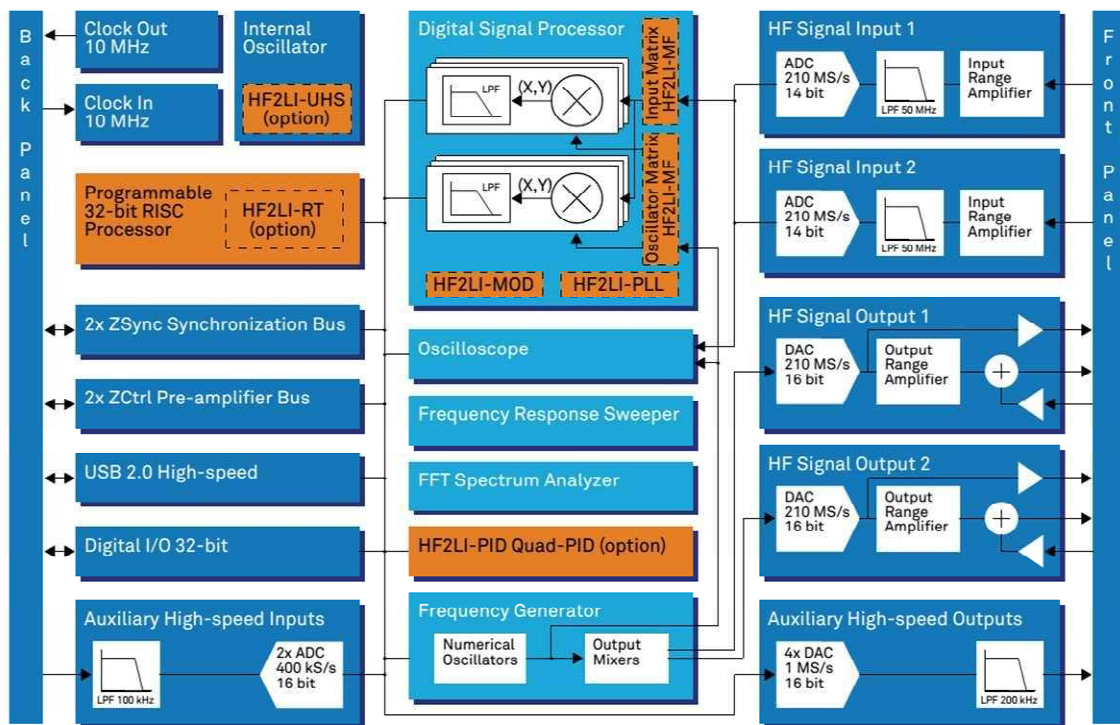 Back Panel
Clock Out
10 MHz
Clock In
10 MHz
Internal
Oscillator
HF2LI-UHS
(option)
Programmable
32-bit RISC
Processor
HF2LI-RT
(option)
2x ZSync Synchronization Bus
2x ZCtrl Pre-amplifier Bus
USB 2.0 High-speed
Digital I/O 32-bit
Auxiliary High-speed Inputs
LPF 100 kHz
2x ADC
400 kS/s
16 bit
Digital Signal Processor
LPF
(X,Y)
Input Matrix
HF2LI-MF
LPF
(X,Y)
Oscillator Matrix
HF2LI-MF
HF2LI-MOD
HF2LI-PLL
Oscilloscope
Frequency Response Sweeper
FFT Spectrum Analyzer
HF2LI-PID Quad-PID (option)
Frequency Generator
Numerical
Oscillators
Output
Mixers
HF Signal Input 1
ADC
210 MS/s
14 bit
LPF 50 MHz
Input
Range
Amplifier
HF Signal Input 2
ADC
210 MS/s
14 bit
LPF 50 MHz
Input
Range
Amplifier
HF Signal Output 1
DAC
210 MS/s
16 bit
Output
Range
Amplifier
+
HF Signal Output 2
DAC
210 MS/s
16 bit
Output
Range
Amplifier
+
Auxiliary High-speed Outputs
4x DAC
1 MS/s
16 bit
LPF 200 kHz
Front Panel